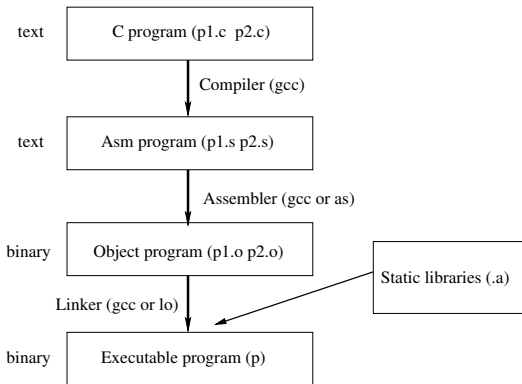 text
C program (p1.c p2.c)
Compiler (gcc)
text
Asm program (p1.s p2.s)
Assembler (gcc or as)
binary
Object program (p1.o p2.o)
Static libraries (.a)
Linker (gcc or lo)
binary
Executable program (p)